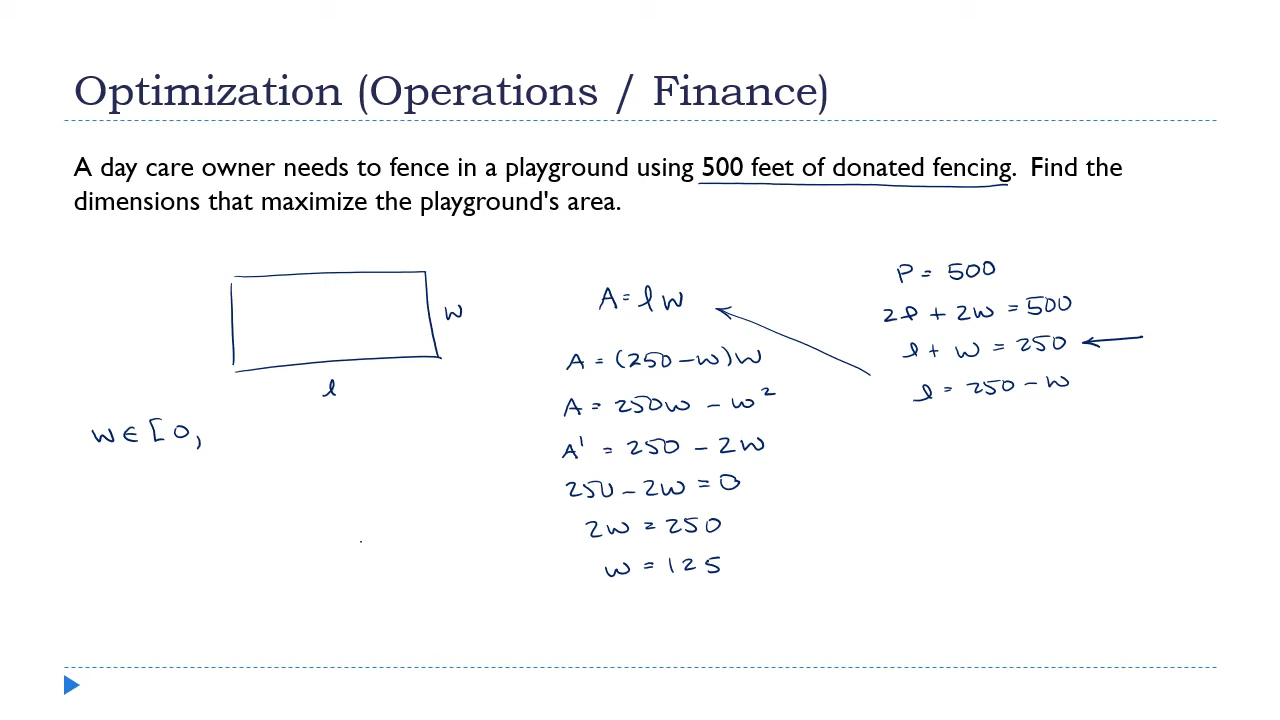 Optimization (Operations / Finance)
A day care owner needs to fence in a playground using 500 feet of donated fencing. Find the
dimensions that maximize the playground's area.
w
l
w ∈ [0,
A = l w
A = (250 - w)w
A = 250w - w²
A' = 250 - 2w
250 - 2w = 0
2w = 250
w = 125
P = 500
2l + 2w = 500
l + w = 250
l = 250 - w